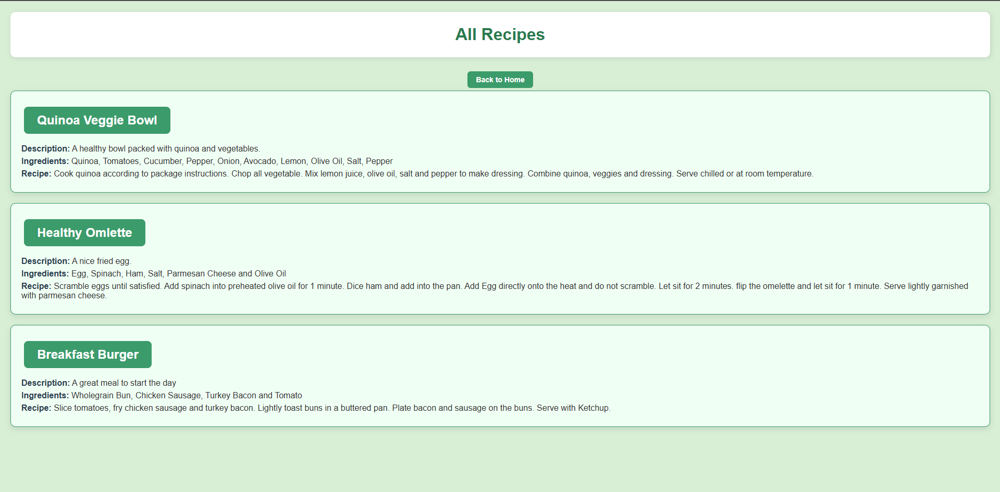 All Recipes
Back to Home
Quinoa Veggie Bowl
Description: A healthy bowl packed with quinoa and vegetables.
Ingredients: Quinoa, Tomatoes, Cucumber, Pepper, Onion, Avocado, Lemon, Olive Oil, Salt, Pepper
Recipe: Cook quinoa according to package instructions. Chop all vegetable. Mix lemon juice, olive oil, salt and pepper to make dressing. Combine quinoa, veggies and dressing. Serve chilled or at room temperature.
Healthy Omlette
Description: A nice fried egg.
Ingredients: Egg, Spinach, Ham, Salt, Parmesan Cheese and Olive Oil
Recipe: Scramble eggs until satisfied. Add spinach into preheated olive oil for 1 minute. Dice ham and add into the pan. Add Egg directly onto the heat and do not scramble. Let sit for 2 minutes. flip the omelette and let sit for 1 minute. Serve lightly garnished
with parmesan cheese.
Breakfast Burger
Description: A great meal to start the day
Ingredients: Wholegrain Bun, Chicken Sausage, Turkey Bacon and Tomato
Recipe: Slice tomatoes, fry chicken sausage and turkey bacon. Lightly toast buns in a buttered pan. Plate bacon and sausage on the buns. Serve with Ketchup.